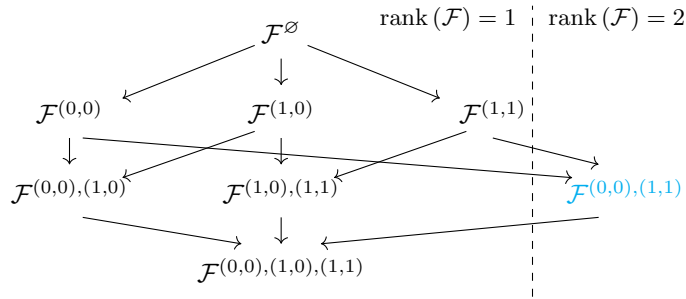 rank (ℱ) = 1 rank (ℱ) = 2
ℱ^∅
ℱ^(0,0) ℱ^(1,0) ℱ^(1,1)
ℱ^(0,0),(1,0) ℱ^(1,0),(1,1) ℱ^(0,0),(1,1)
ℱ^(0,0),(1,0),(1,1)